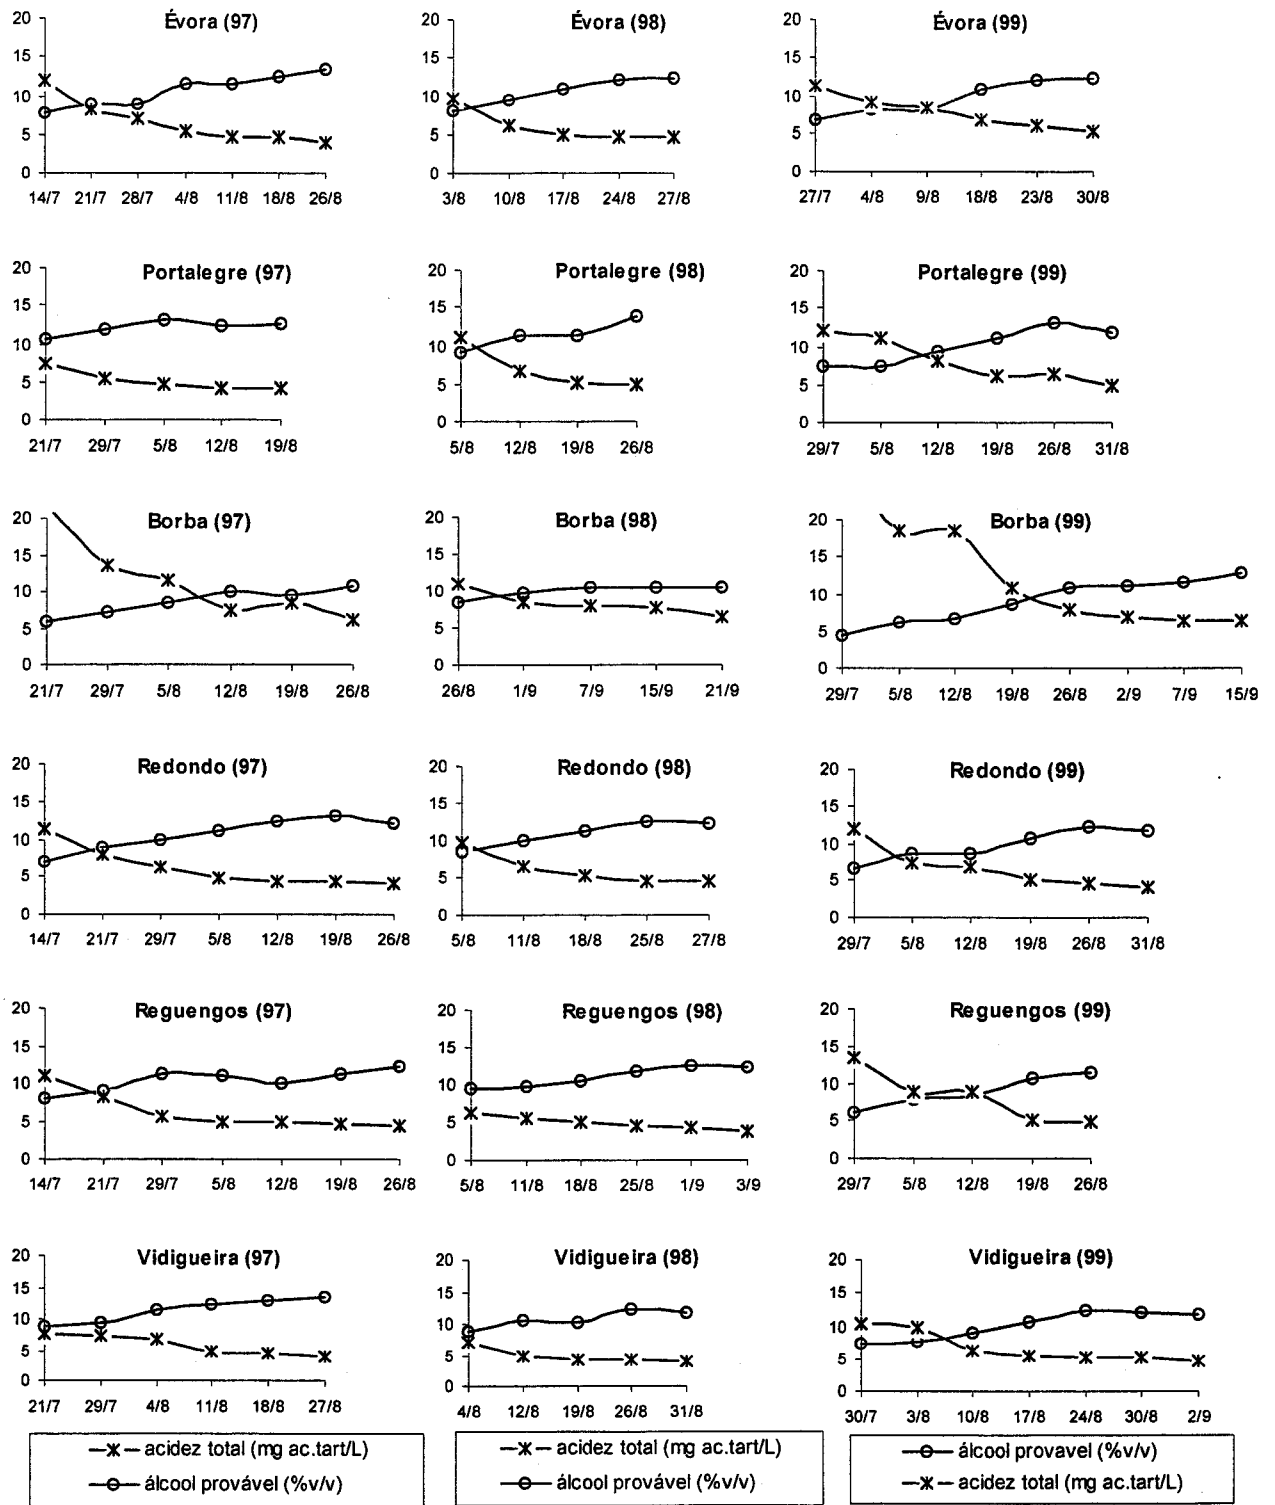 Évora (97)
20
15
10
5
0
14/7 21/7 28/7 4/8 11/8 18/8 26/8
Évora (98)
20
15
10
5
0
3/8 10/8 17/8 24/8 27/8
Évora (99)
20
15
10
5
0
27/7 4/8 9/8 18/8 23/8 30/8
Portalegre (97)
20
15
10
5
0
21/7 29/7 5/8 12/8 19/8
Portalegre (98)
20
15
10
5
0
5/8 12/8 19/8 26/8
Portalegre (99)
20
15
10
5
0
29/7 5/8 12/8 19/8 26/8 31/8
Borba (97)
20
15
10
5
0
21/7 29/7 5/8 12/8 19/8 26/8
Borba (98)
20
15
10
5
0
26/8 1/9 7/9 15/9 21/9
Borba (99)
20
15
10
5
0
29/7 5/8 12/8 19/8 26/8 2/9 7/9 15/9
Redondo (97)
20
15
10
5
0
14/7 21/7 29/7 5/8 12/8 19/8 26/8
Redondo (98)
20
15
10
5
0
5/8 11/8 18/8 25/8 27/8
Redondo (99)
20
15
10
5
0
29/7 5/8 12/8 19/8 26/8 31/8
Reguengos (97)
20
15
10
5
0
14/7 21/7 29/7 5/8 12/8 19/8 26/8
Reguengos (98)
20
15
10
5
0
5/8 11/8 18/8 25/8 1/9 3/9
Reguengos (99)
20
15
10
5
0
29/7 5/8 12/8 19/8 26/8
Vidigueira (97)
20
15
10
5
0
21/7 29/7 4/8 11/8 18/8 27/8
Vidigueira (98)
20
15
10
5
0
4/8 12/8 19/8 26/8 31/8
Vidigueira (99)
20
15
10
5
0
30/7 3/8 10/8 17/8 24/8 30/8 2/9
acidez total (mg ac.tart/L)
álcool provável (%v/v)
acidez total (mg ac.tart/L)
álcool provável (%v/v)
álcool provavel (%v/v)
acidez total (mg ac.tart/L)